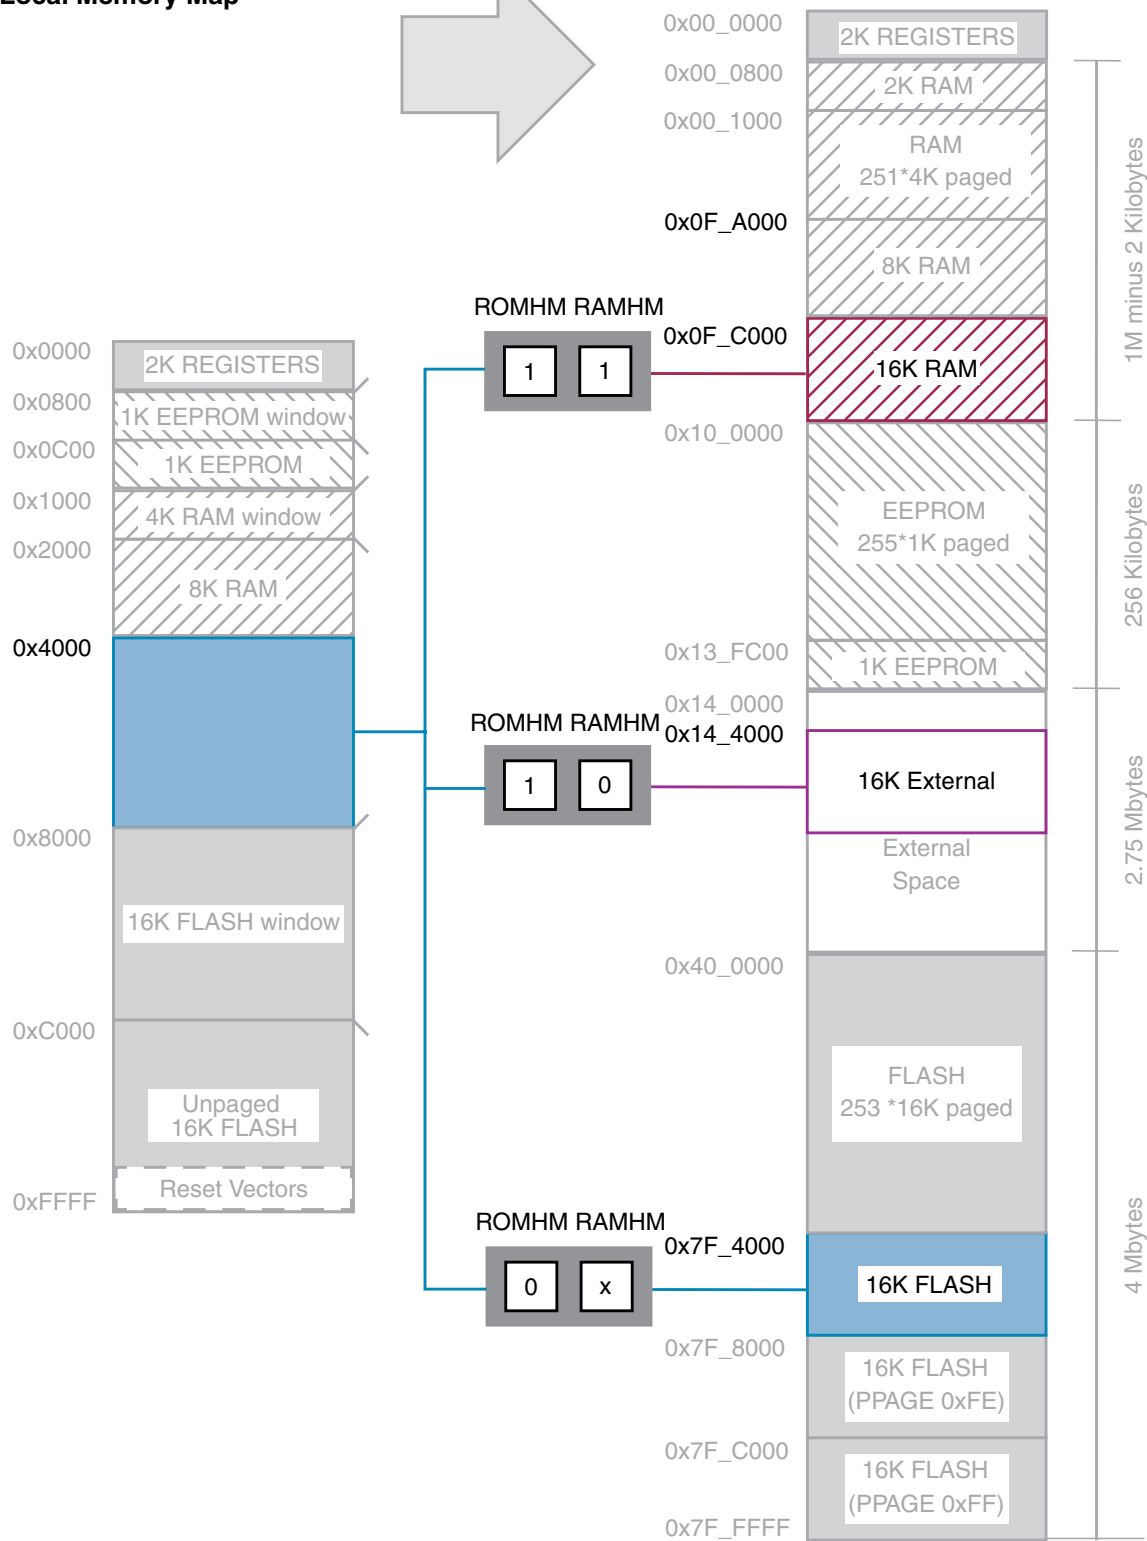 Local Memory Map
0x00_0000
2K REGISTERS
0x00_0800
2K RAM
0x00_1000
RAM
251*4K paged
0x0F_A000
8K RAM
1M minus 2 Kilobytes
ROMHM RAMHM
1 1
0x0F_C000
16K RAM
0x10_0000
EEPROM
255*1K paged
256 Kilobytes
0x13_FC00
1K EEPROM
0x14_0000
ROMHM RAMHM
1 0
0x14_4000
16K External
External
Space
2.75 Mbytes
0x40_0000
FLASH
253 *16K paged
4 Mbytes
ROMHM RAMHM
0 x
0x7F_4000
16K FLASH
0x7F_8000
16K FLASH
(PPAGE 0xFE)
0x7F_C000
16K FLASH
(PPAGE 0xFF)
0x7F_FFFF
0x0000
2K REGISTERS
0x0800
1K EEPROM window
0x0C00
1K EEPROM
0x1000
4K RAM window
0x2000
8K RAM
0x4000
0x8000
16K FLASH window
0xC000
Unpaged
16K FLASH
Reset Vectors
0xFFFF